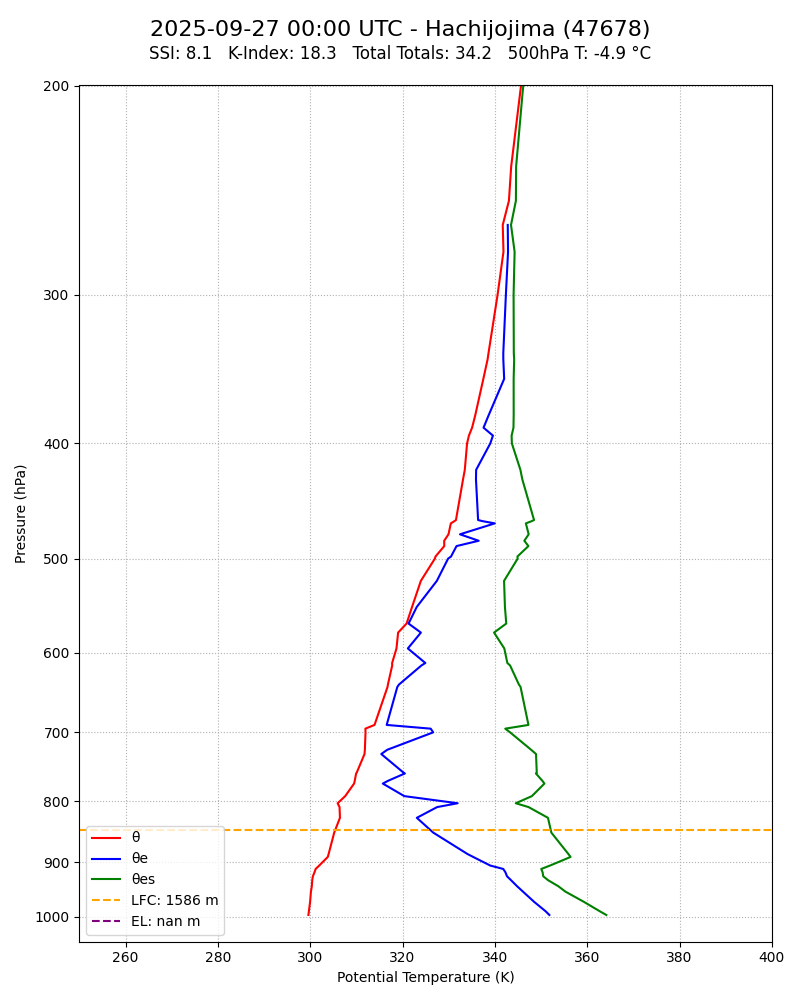 2025-09-27 00:00 UTC - Hachijojima (47678)
SSI: 8.1 K-Index: 18.3 Total Totals: 34.2 500hPa T: -4.9 °C
200
300
400
500
600
700
800
900
1000
Pressure (hPa)
θ
θe
θes
LFC: 1586 m
EL: nan m
260 280 300 320 340 360 380 400
Potential Temperature (K)